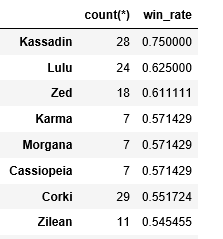 count(*) win_rate
Kassadin 28 0.750000
Lulu 24 0.625000
Zed 18 0.611111
Karma 7 0.571429
Morgana 7 0.571429
Cassiopeia 7 0.571429
Corki 29 0.551724
Zilean 11 0.545455